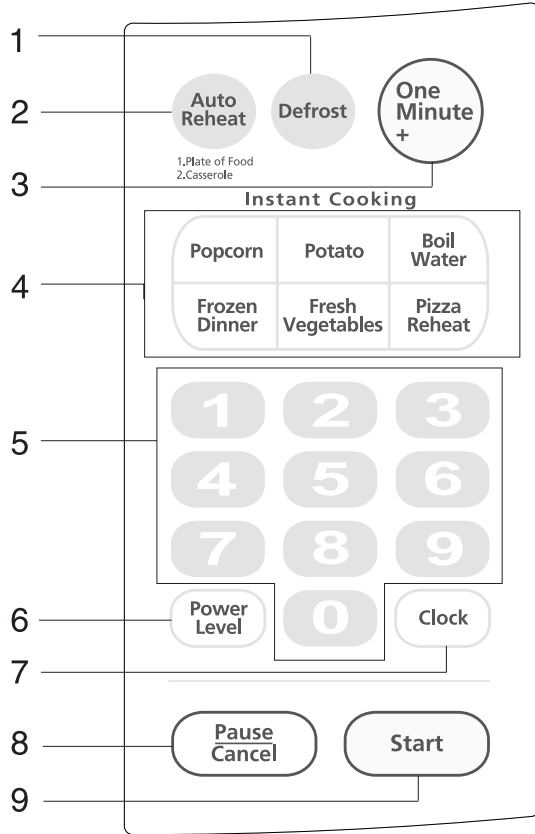 1
2
3
4
5
6
7
8
9
Auto
Reheat
1.Plate of Food
2.Casserole
Defrost
One
Minute
+
Instant Cooking
Popcorn
Potato
Boil
Water
Frozen
Dinner
Fresh
Vegetables
Pizza
Reheat
1 2 3
4 5 6
7 8 9
Power
Level
0
Clock
Pause
Cancel
Start